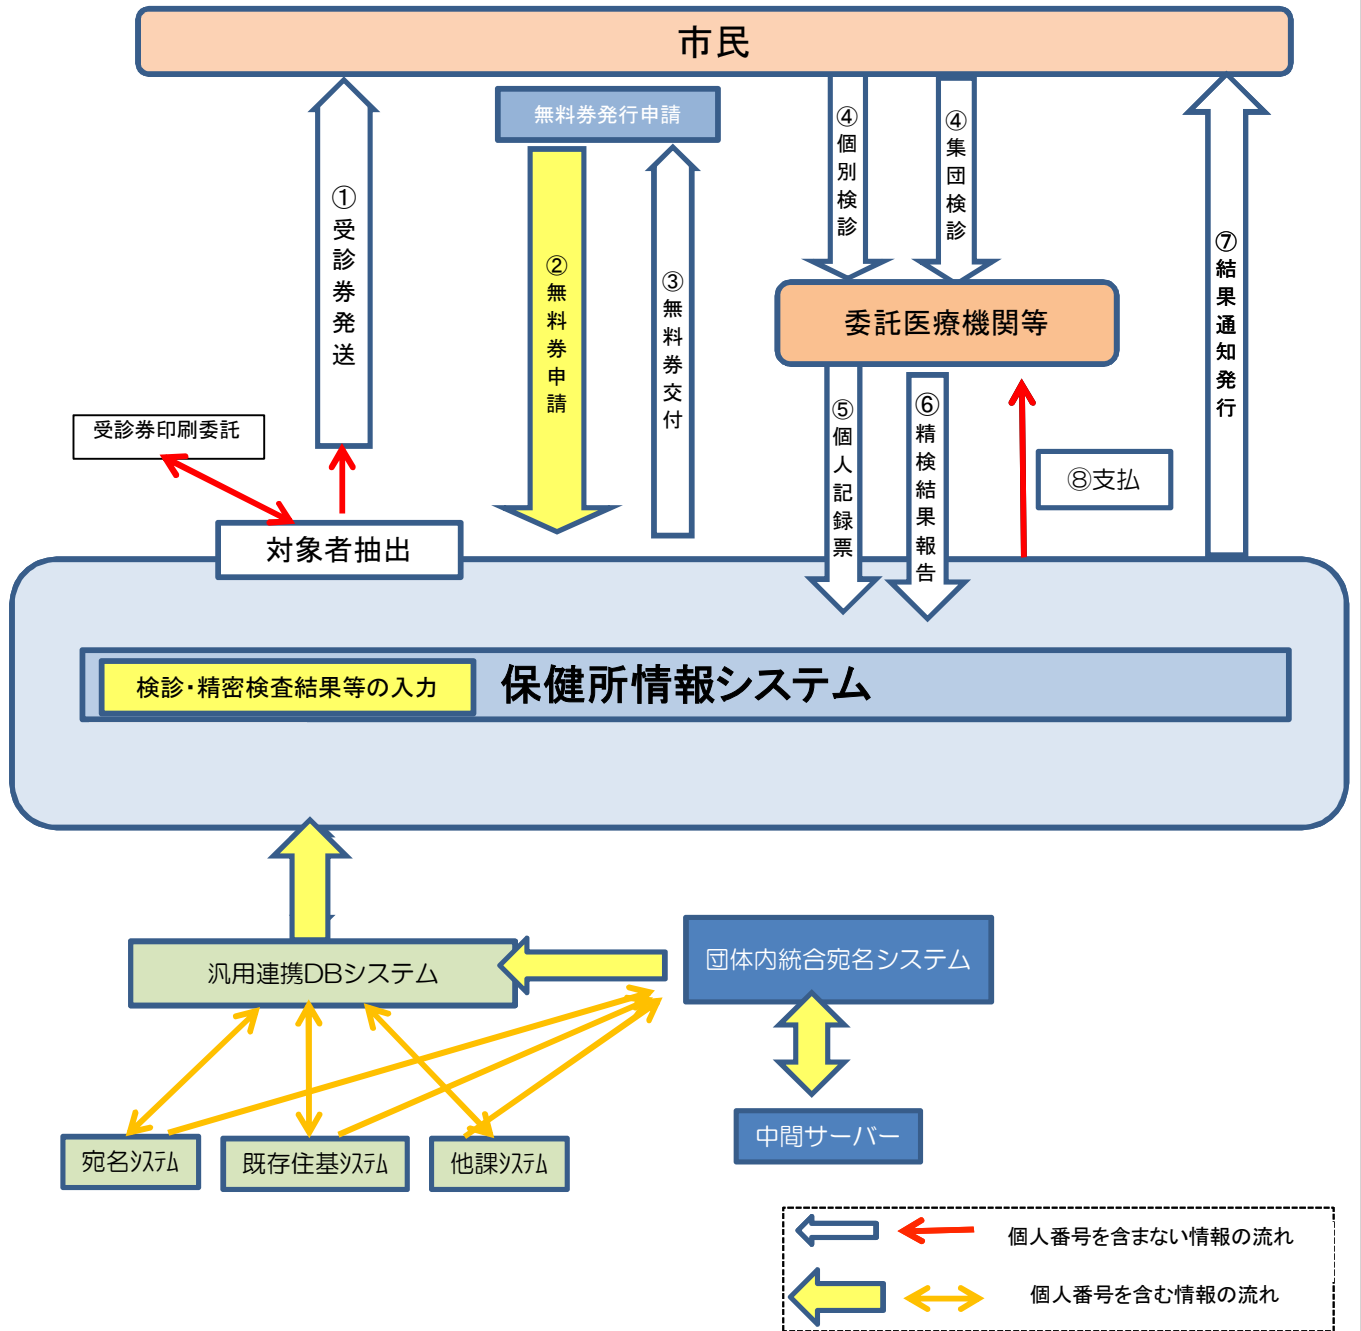 市民
無料券発行申請
①受診券発送
②無料券申請
③無料券交付
④個別検診
④集団検診
⑦結果通知発行
委託医療機関等
受診券印刷委託
⑤個人記録票
⑥精検結果報告
⑧支払
対象者抽出
検診・精密検査結果等の入力
保健所情報システム
汎用連携DBシステム
団体内統合宛名システム
宛名システム
既存住基システム
他課システム
中間サーバー
個人番号を含まない情報の流れ
個人番号を含む情報の流れ